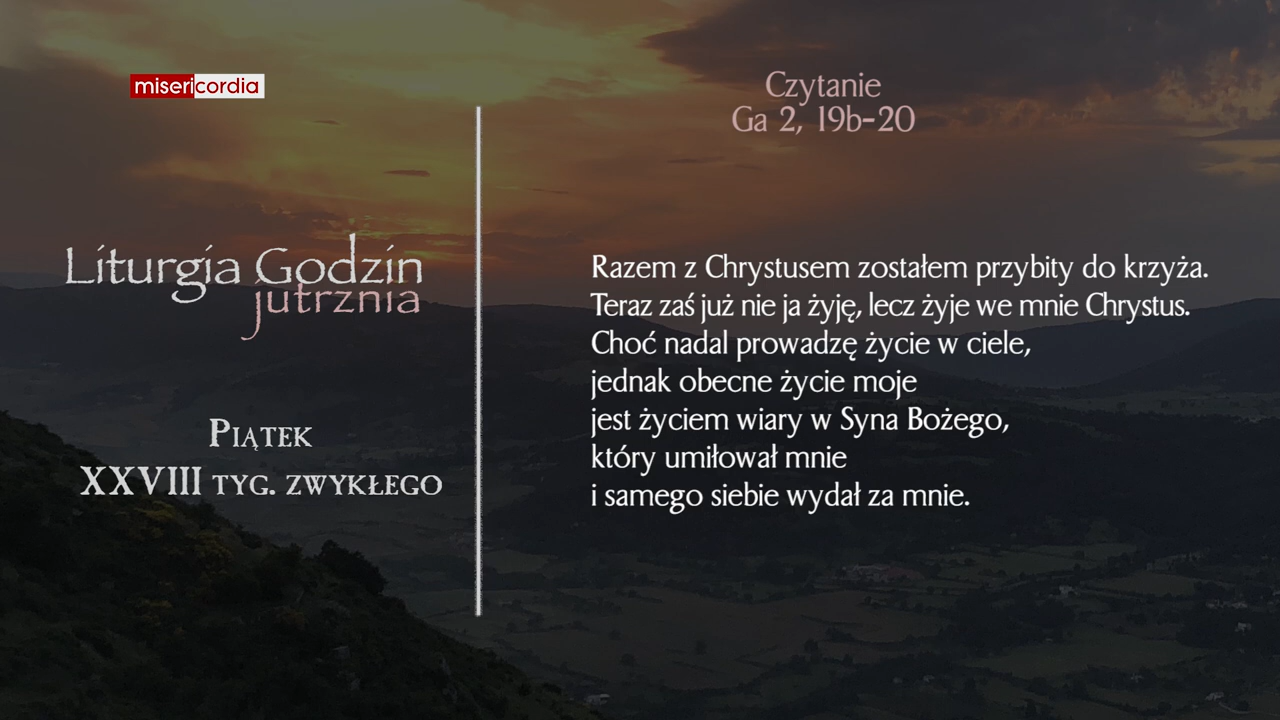 misericordia
Liturgia Godzin
jutrznia
Piątek
XXVIII tyg. zwykłego
Czytanie
Ga 2, 19b-20
Razem z Chrystusem zostałem przybity do krzyża.
Teraz zaś już nie ja żyję, lecz żyje we mnie Chrystus.
Choć nadal prowadzę życie w ciele,
jednak obecne życie moje
jest życiem wiary w Syna Bożego,
który umiłował mnie
i samego siebie wydał za mnie.